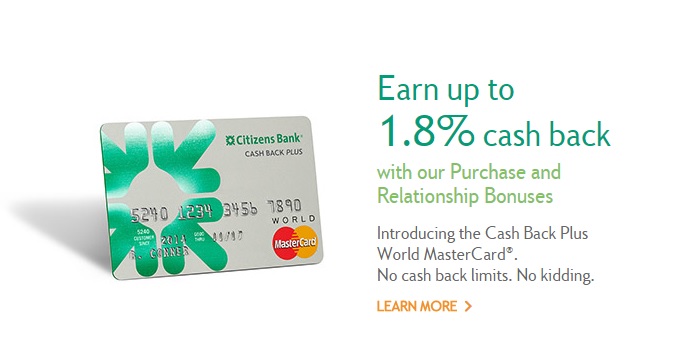 Earn up to
1.8% cash back
with our Purchase and
Relationship Bonuses
Introducing the Cash Back Plus
World MasterCard®.
No cash back limits. No kidding.
LEARN MORE >
Citizens Bank®
CASH BACK PLUS
5240 1234 3456 7890
WORLD
5240
CUSTOMER
SINCE
2014
GOOD
THRU
11/17
R. CONNER
MasterCard